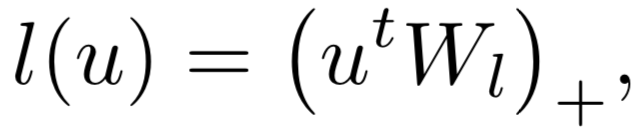 l(u) = (u^t W_l)_+,